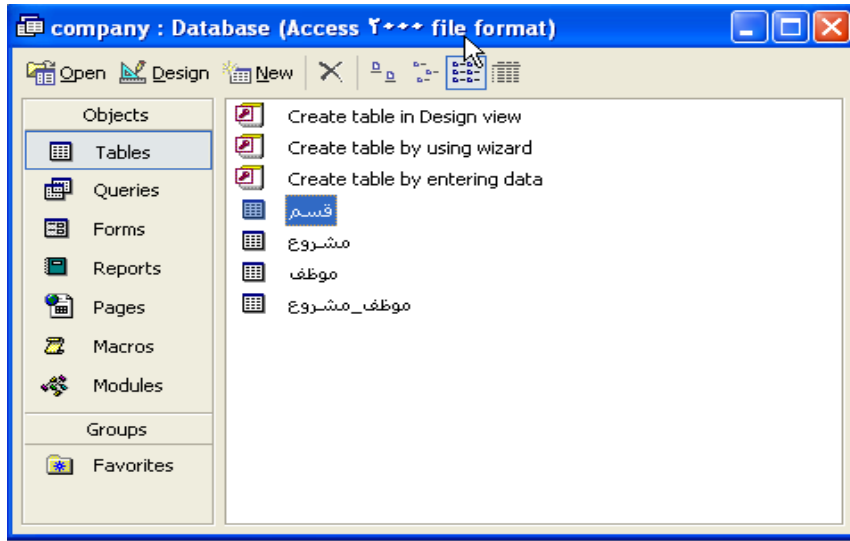 company : Database (Access ٢٠٠٠ file format)
Open Design New
Objects
Tables
Queries
Forms
Reports
Pages
Macros
Modules
Groups
Favorites
Create table in Design view
Create table by using wizard
Create table by entering data
قسم
مشروع
موظف
موظف_مشروع